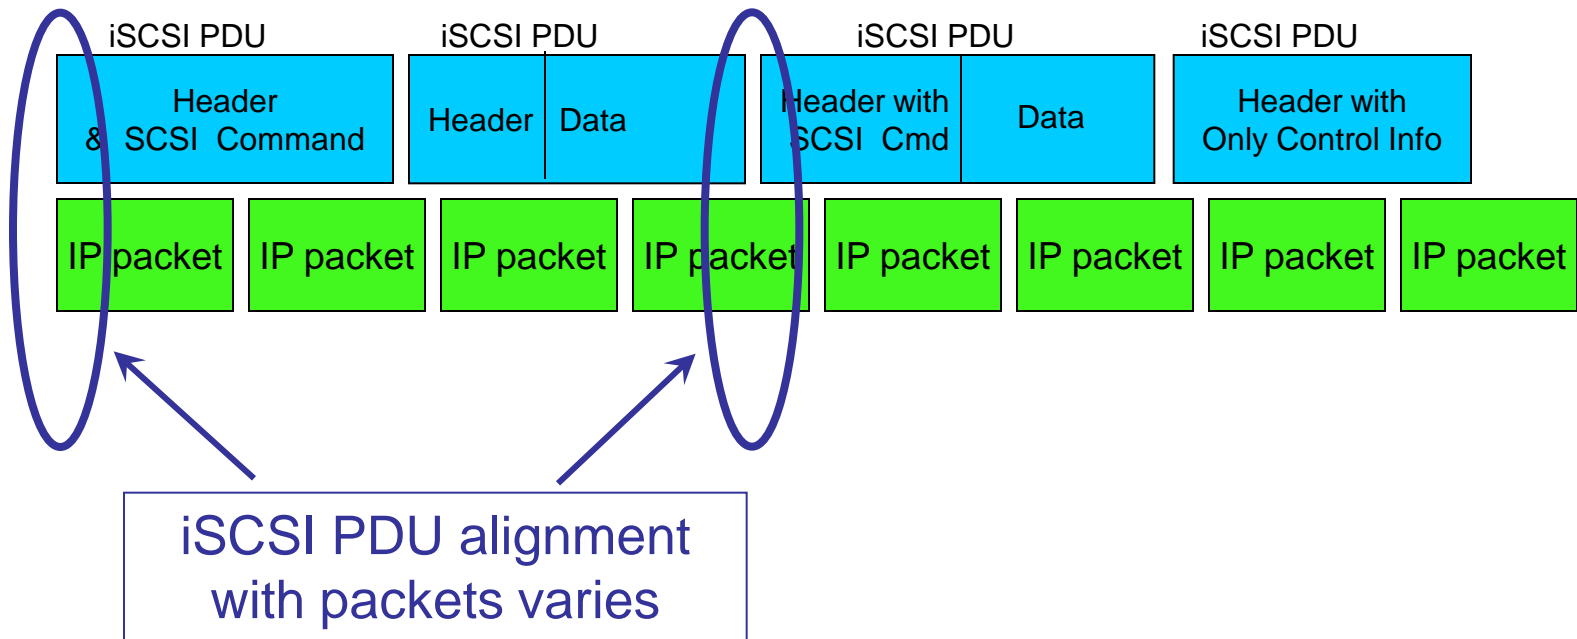 iSCSI PDU
iSCSI PDU
iSCSI PDU
iSCSI PDU
Header
& SCSI Command
Header
Data
Header with
SCSI Cmd
Data
Header with
Only Control Info
IP packet
IP packet
IP packet
IP packet
IP packet
IP packet
IP packet
IP packet
iSCSI PDU alignment
with packets varies